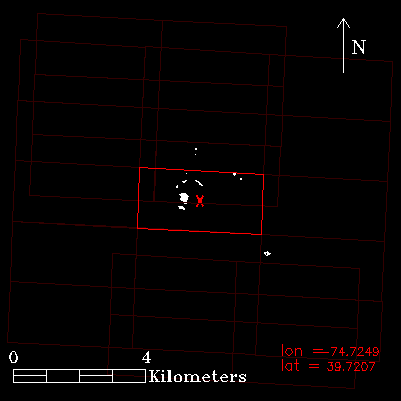 N
X
lon =-74.7249
lat = 39.7207
0 4
Kilometers